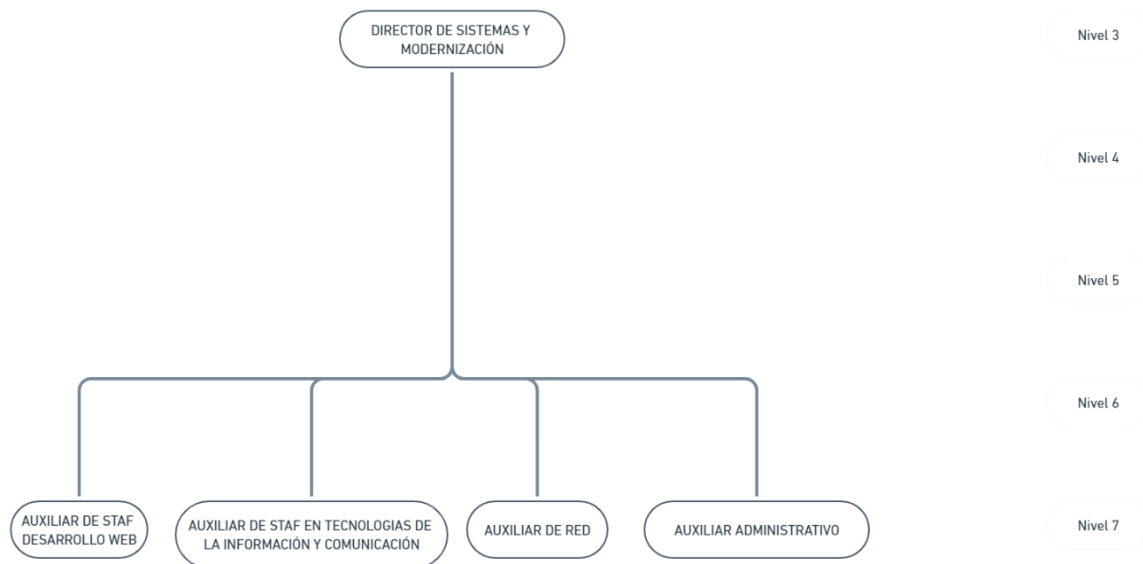 DIRECTOR DE SISTEMAS Y
MODERNIZACIÓN
Nivel 3
Nivel 4
Nivel 5
Nivel 6
AUXILIAR DE STAF
DESARROLLO WEB
AUXILIAR DE STAF EN TECNOLOGIAS DE
LA INFORMACIÓN Y COMUNICACIÓN
AUXILIAR DE RED
AUXILIAR ADMINISTRATIVO
Nivel 7